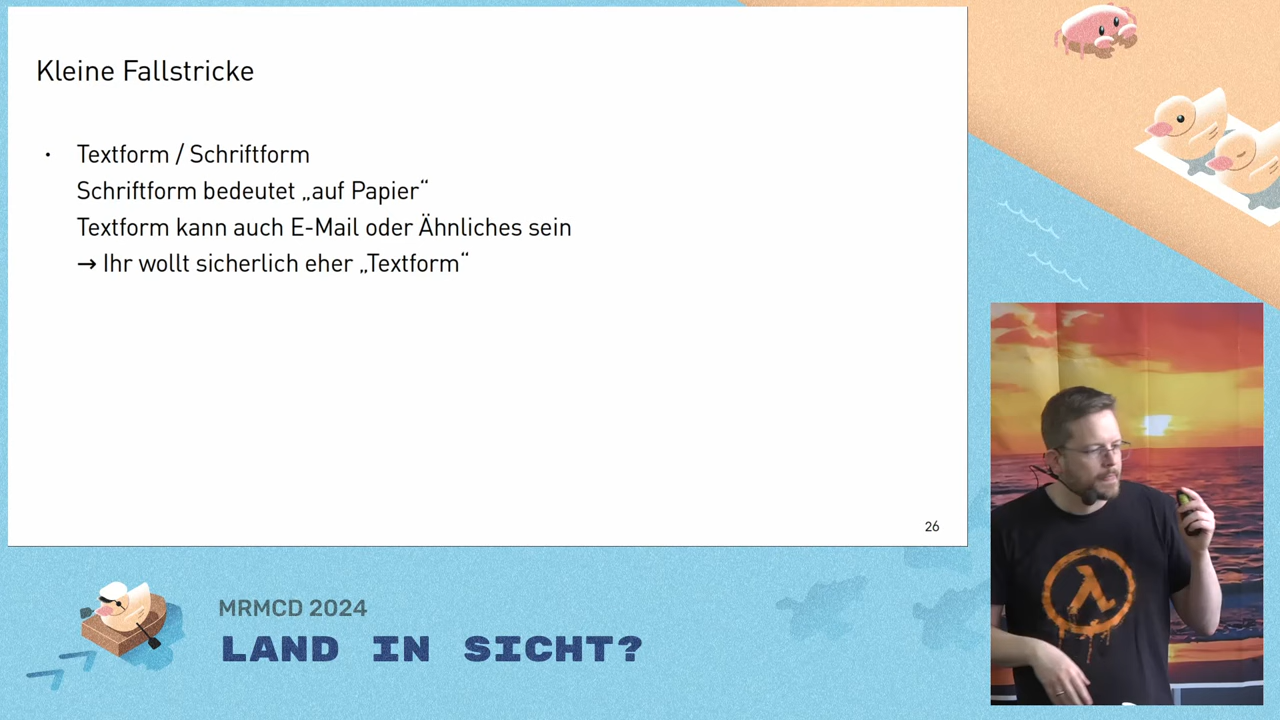 Kleine Fallstricke
• Textform / Schriftform
Schriftform bedeutet „auf Papier“
Textform kann auch E-Mail oder Ähnliches sein
→ Ihr wollt sicherlich eher „Textform“
26
MRMCD 2024
LAND IN SICHT?
λ